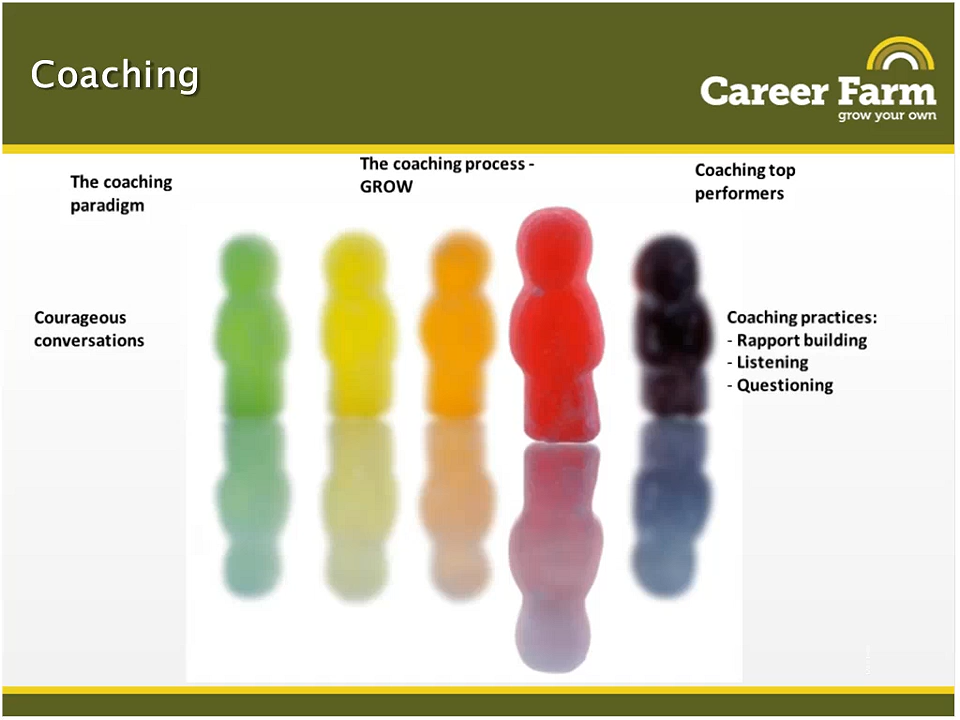 Coaching
Career Farm
grow your own
The coaching process -
GROW
The coaching
paradigm
Coaching top
performers
Courageous
conversations
Coaching practices:
- Rapport building
- Listening
- Questioning